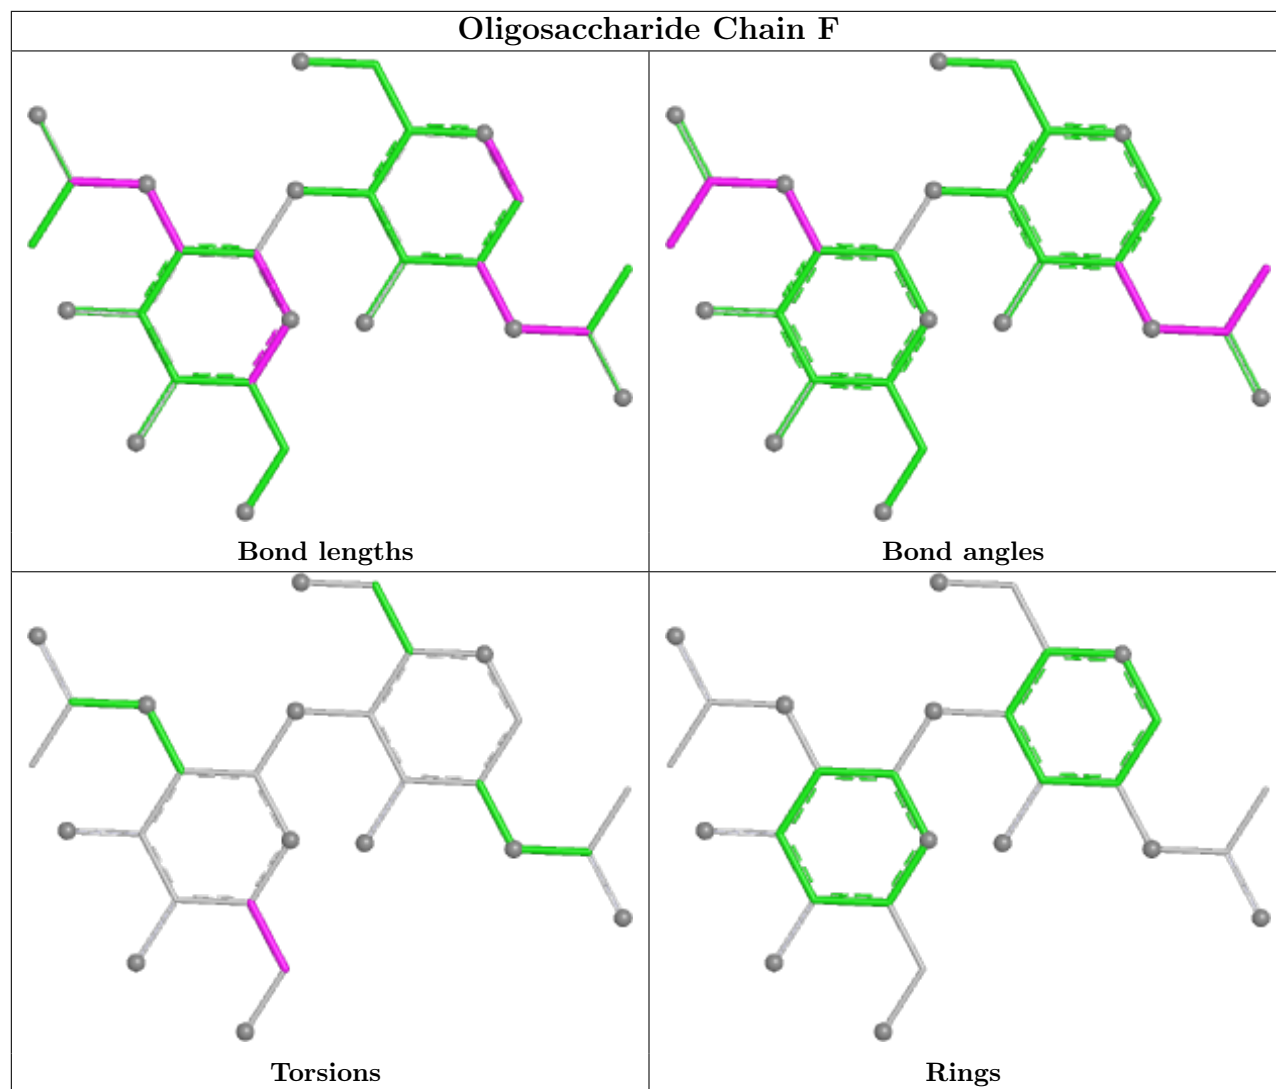 Oligosaccharide Chain F
Bond lengths
Bond angles
Torsions
Rings